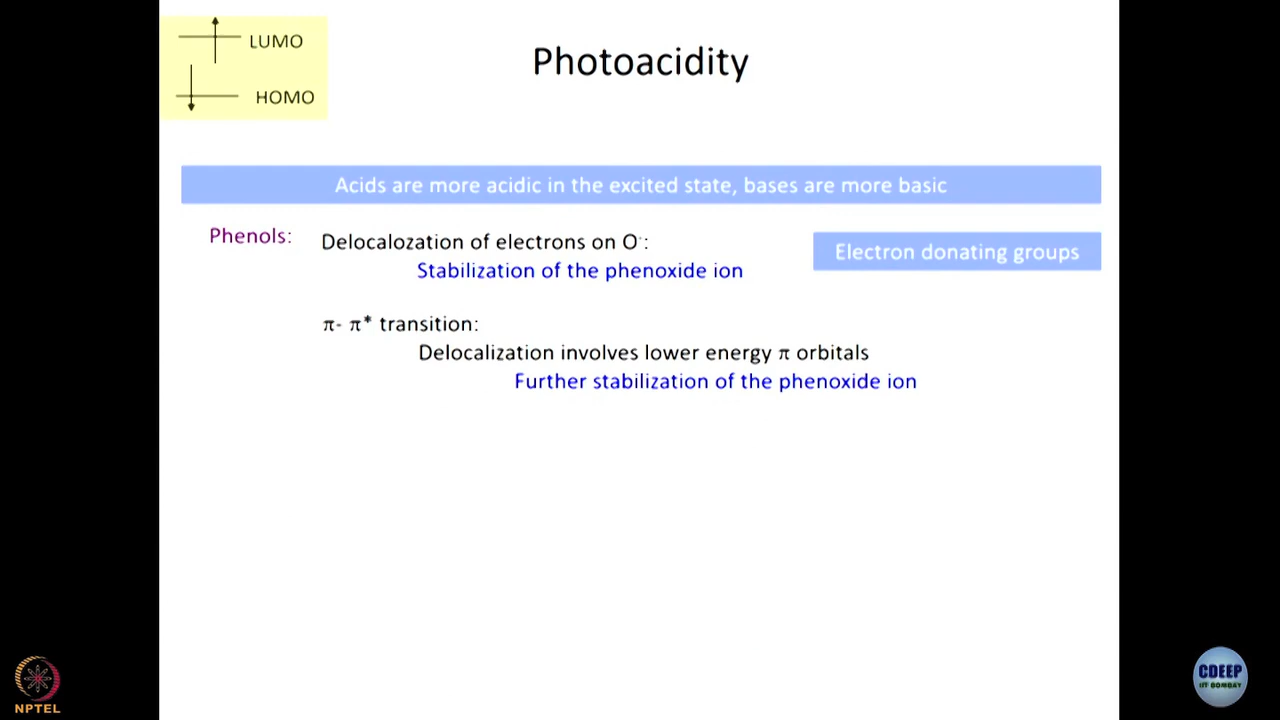 LUMO
HOMO
Photoacidity
Acids are more acidic in the excited state, bases are more basic
Phenols:
Delocalozation of electrons on O⁻:
Stabilization of the phenoxide ion
Electron donating groups
π- π* transition:
Delocalization involves lower energy π orbitals
Further stabilization of the phenoxide ion
NPTEL
CDEEP
IIT BOMBAY